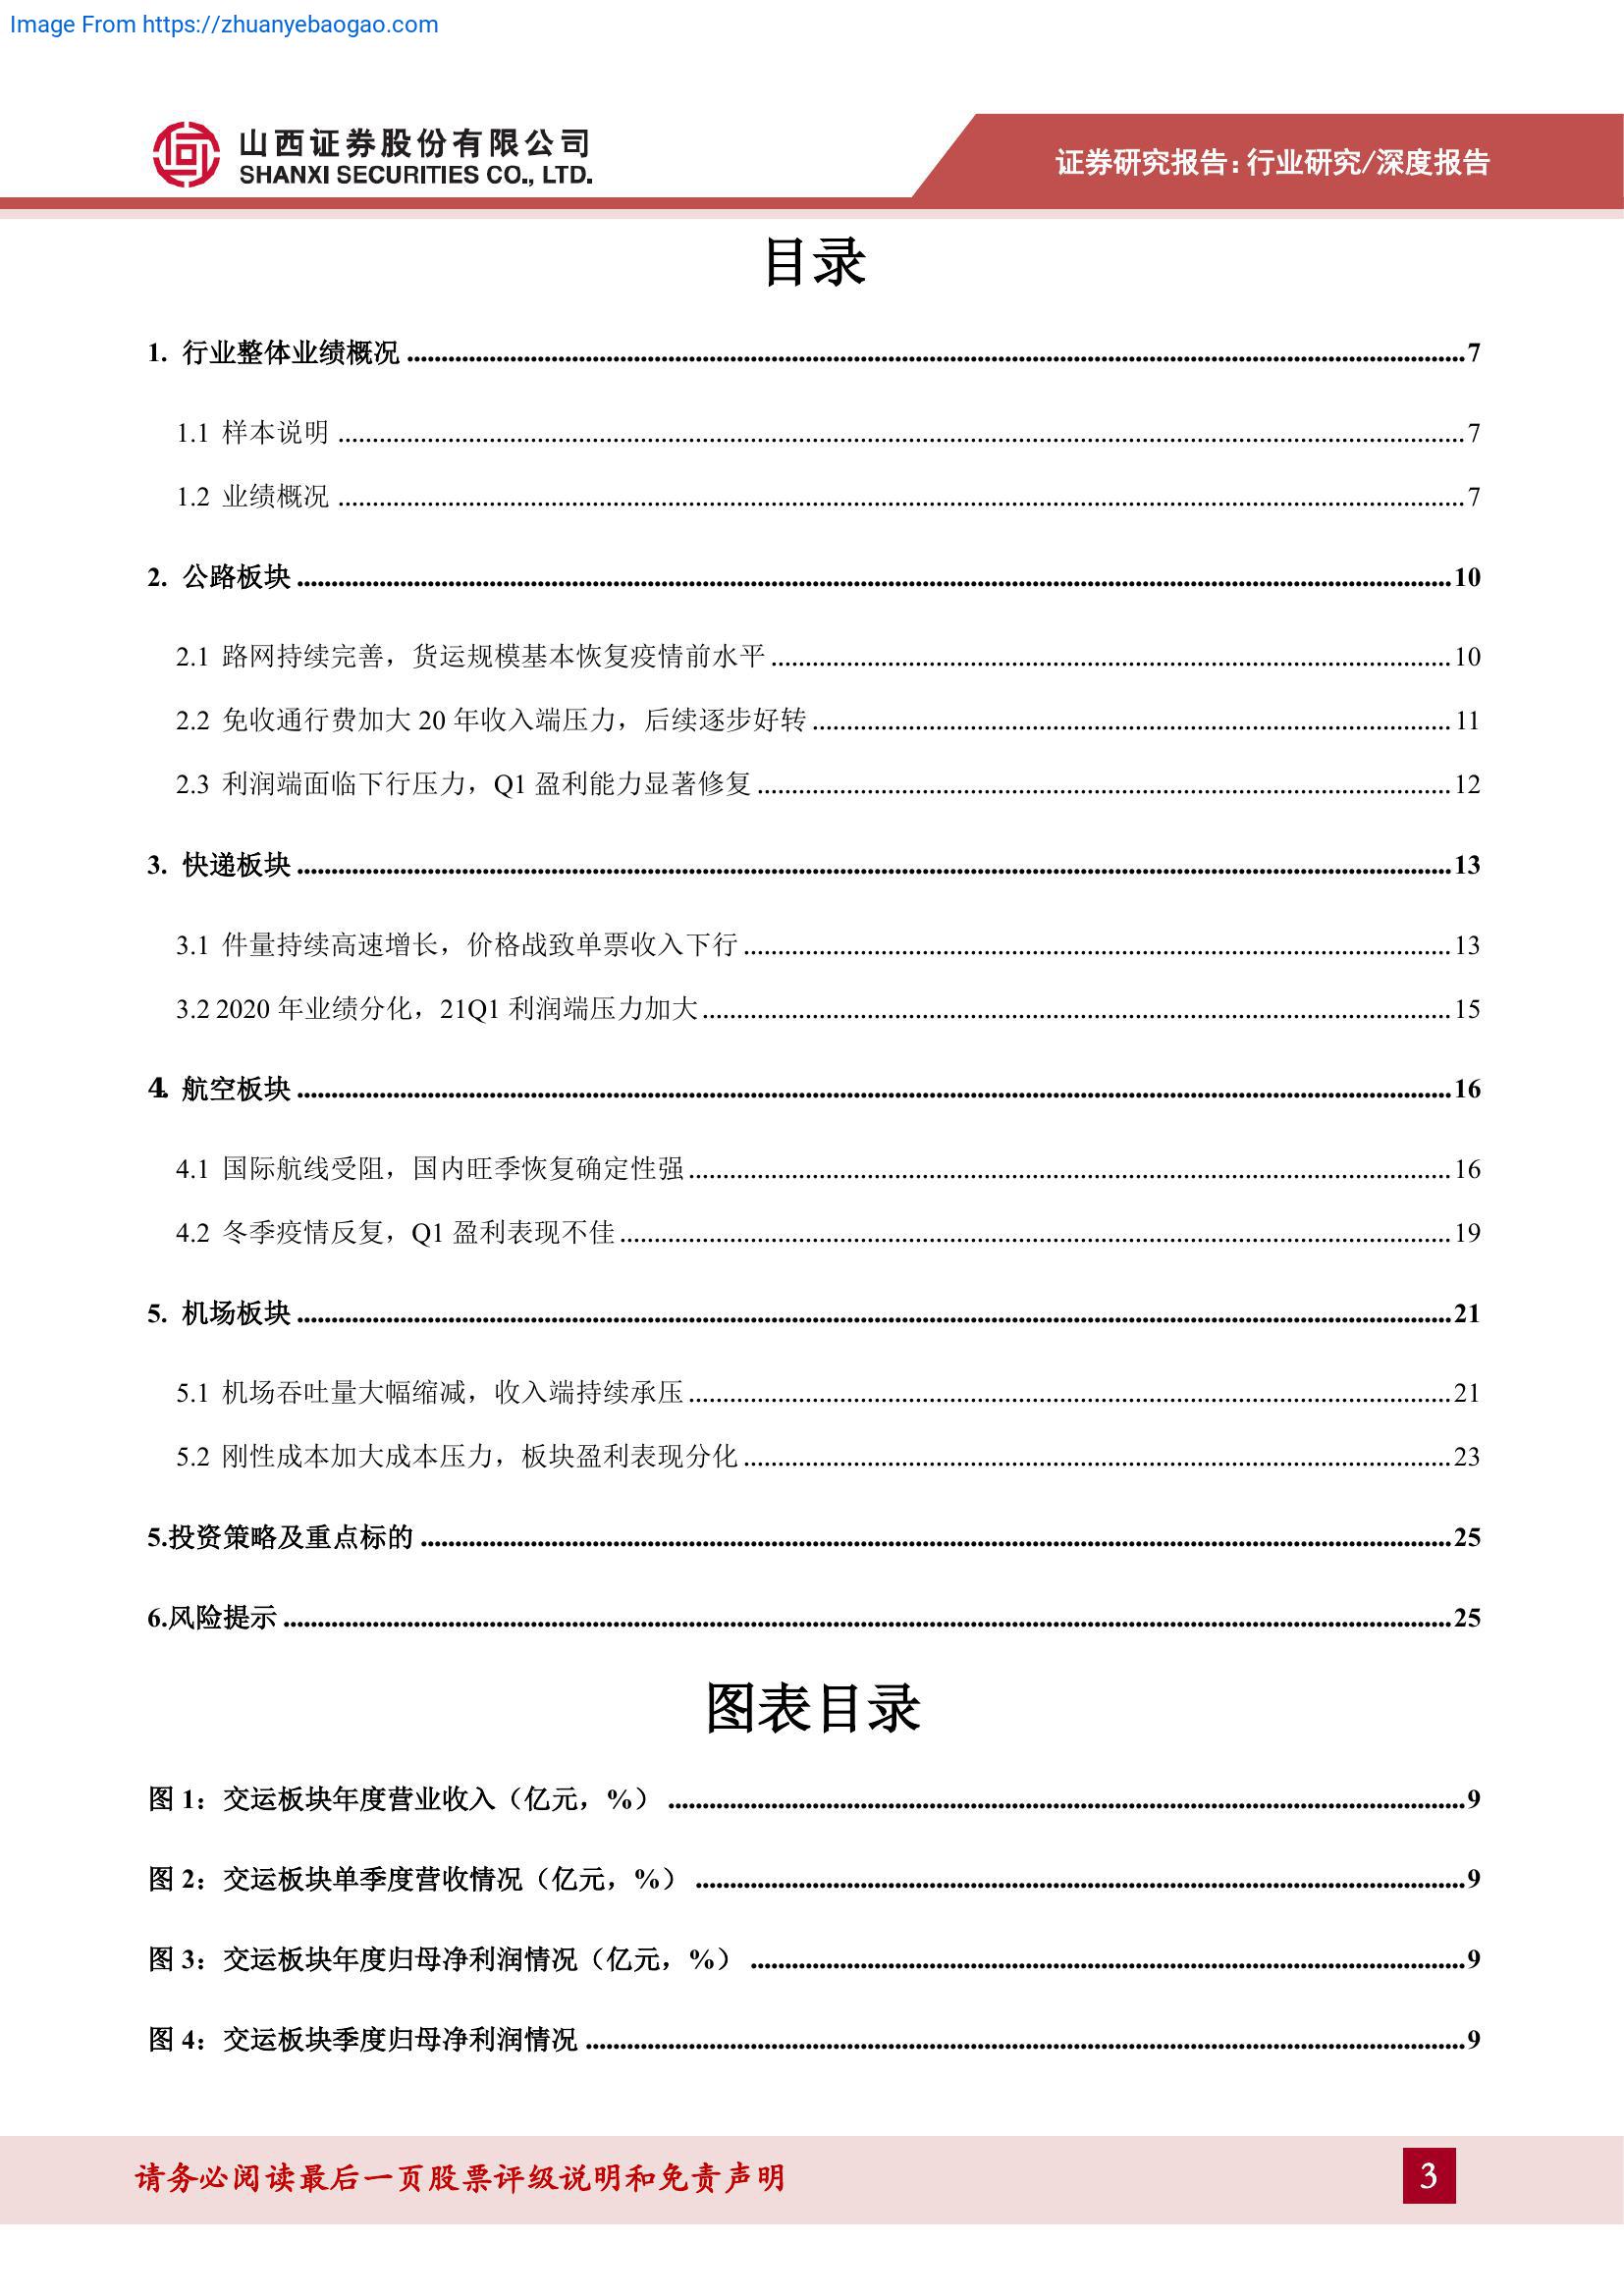 Image From https://zhuanyebaogao.com
山西证券股份有限公司
SHANXI SECURITIES CO., LTD.
证券研究报告：行业研究/深度报告
目录
1. 行业整体业绩概况 ........ 7
1.1 样本说明 ........ 7
1.2 业绩概况 ........ 7
2. 公路板块 ........ 10
2.1 路网持续完善，货运规模基本恢复疫情前水平 ........ 10
2.2 免收通行费加大 20 年收入端压力，后续逐步好转 ........ 11
2.3 利润端面临下行压力，Q1 盈利能力显著修复 ........ 12
3. 快递板块 ........ 13
3.1 件量持续高速增长，价格战致单票收入下行 ........ 13
3.2 2020 年业绩分化，21Q1 利润端压力加大 ........ 15
4. 航空板块 ........ 16
4.1 国际航线受阻，国内旺季恢复确定性强 ........ 16
4.2 冬季疫情反复，Q1 盈利表现不佳 ........ 19
5. 机场板块 ........ 21
5.1 机场吞吐量大幅缩减，收入端持续承压 ........ 21
5.2 刚性成本加大成本压力，板块盈利表现分化 ........ 23
5.投资策略及重点标的 ........ 25
6.风险提示 ........ 25
图表目录
图 1：交运板块年度营业收入（亿元，%） ........ 9
图 2：交运板块单季度营收情况（亿元，%） ........ 9
图 3：交运板块年度归母净利润情况（亿元，%） ........ 9
图 4：交运板块季度归母净利润情况 ........ 9
请务必阅读最后一页股票评级说明和免责声明
3